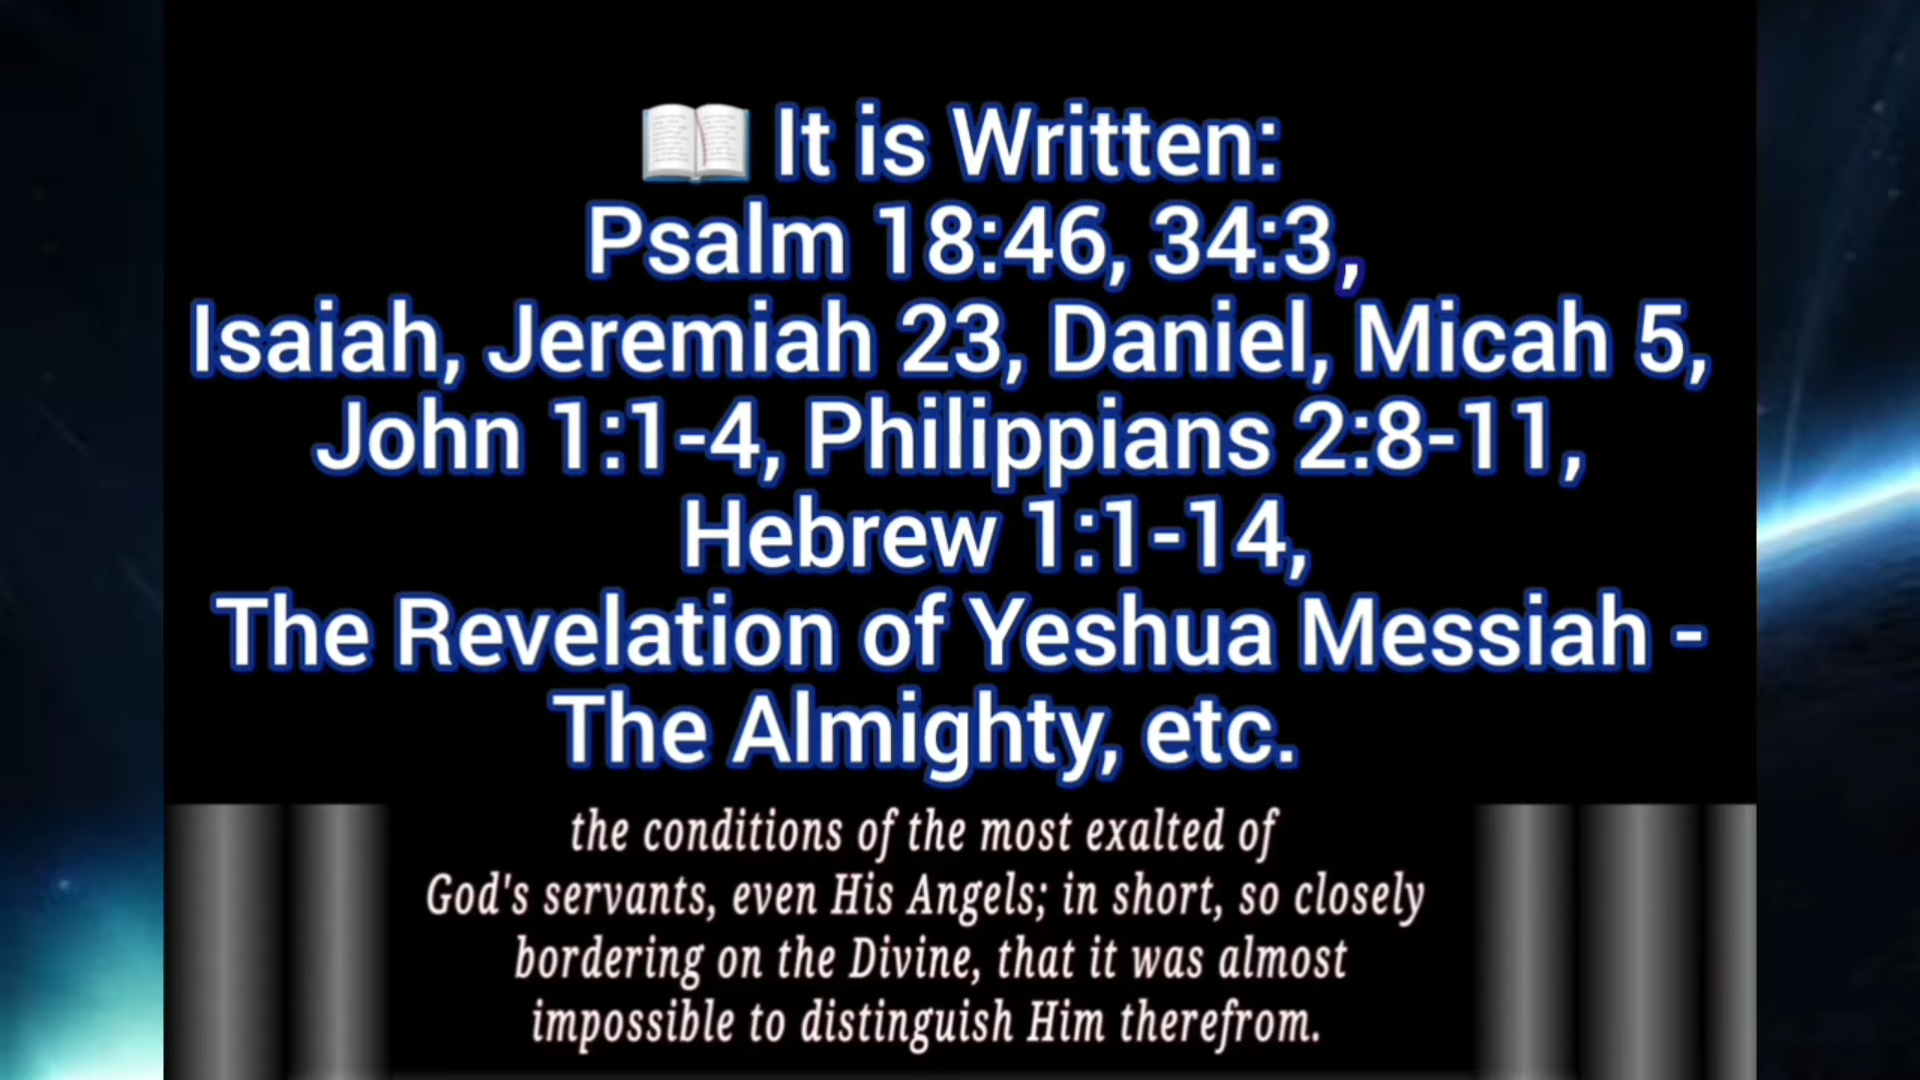 📖 It is Written:
Psalm 18:46, 34:3,
Isaiah, Jeremiah 23, Daniel, Micah 5,
John 1:1-4, Philippians 2:8-11,
Hebrew 1:1-14,
The Revelation of Yeshua Messiah -
The Almighty, etc.
the conditions of the most exalted of
God's servants, even His Angels; in short, so closely
bordering on the Divine, that it was almost
impossible to distinguish Him therefrom.